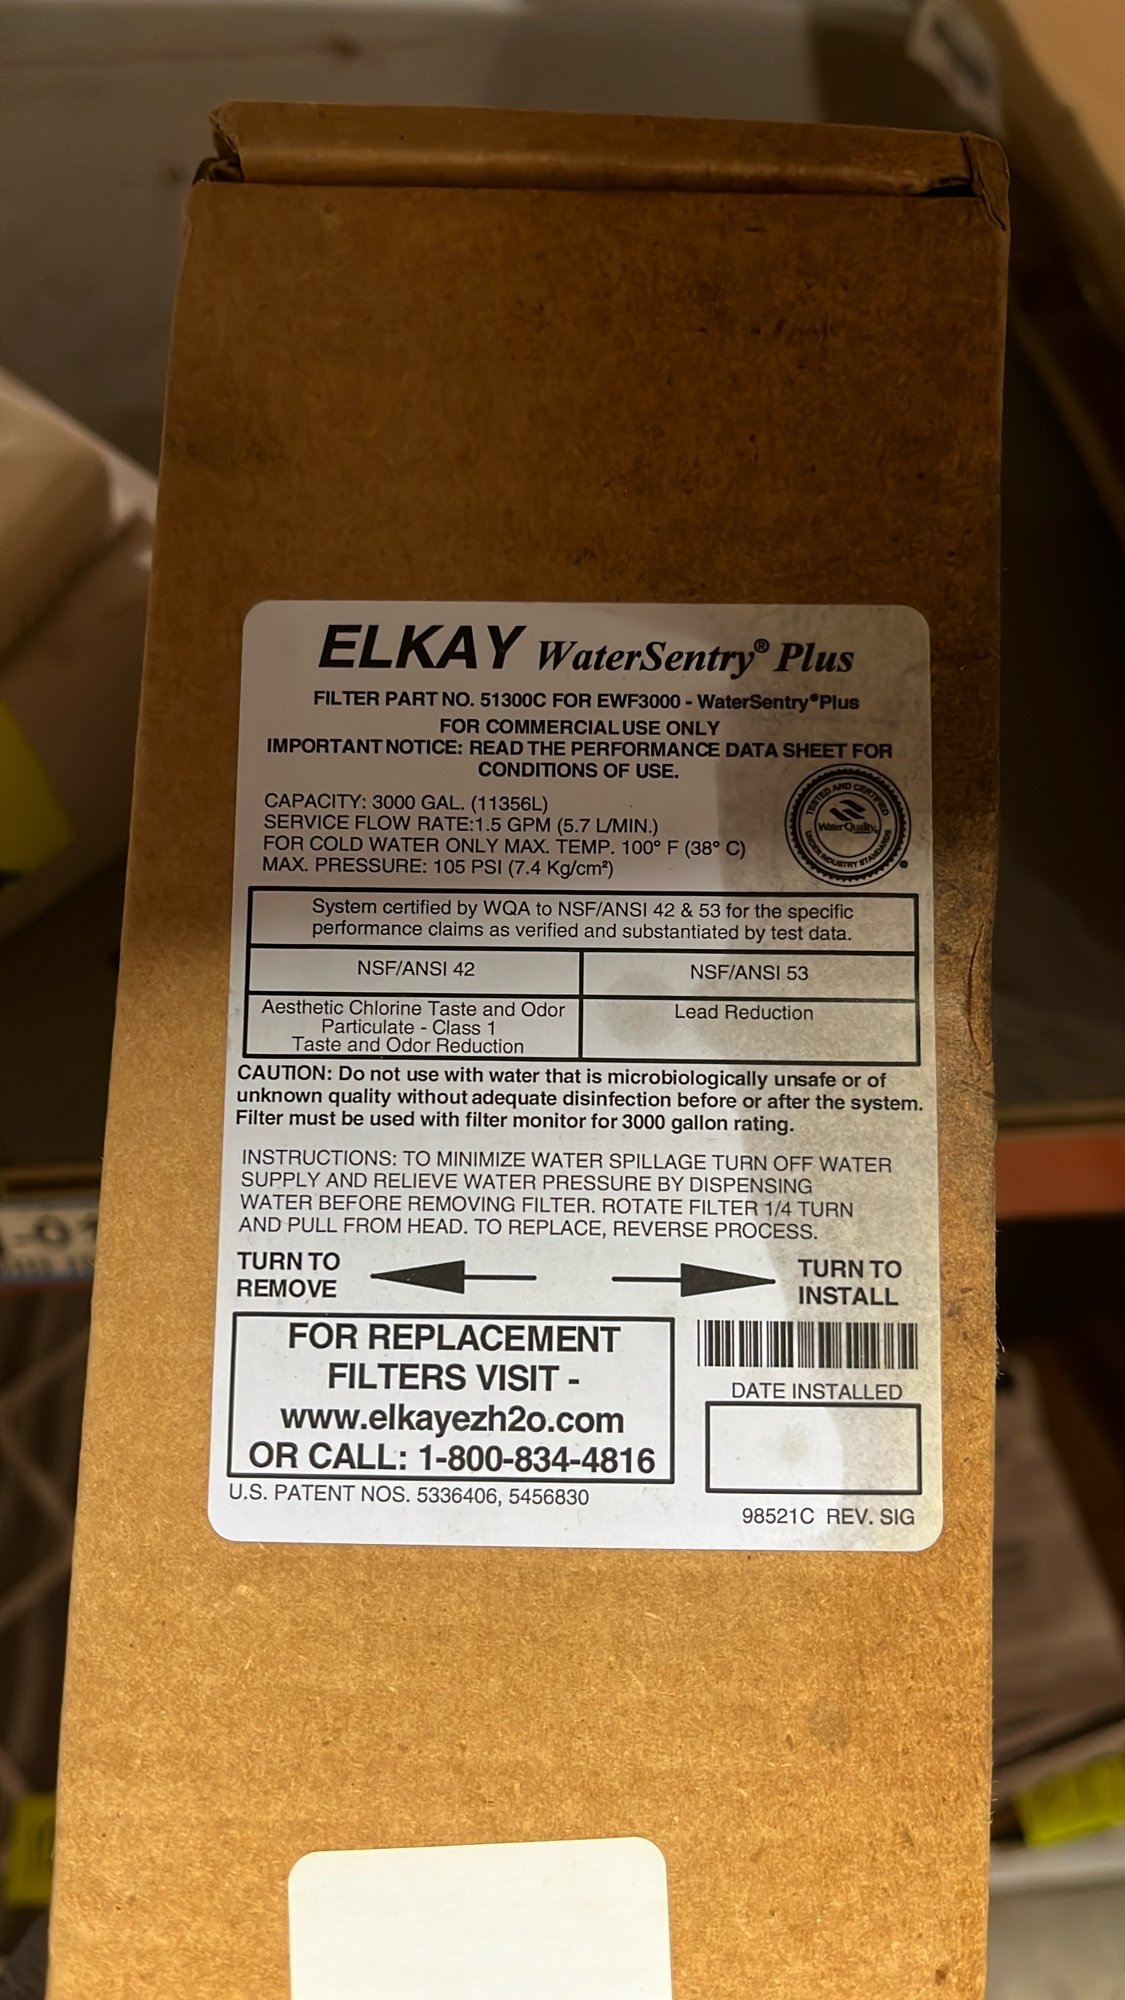 ELKAY WaterSentry® Plus
FILTER PART NO. 51300C FOR EWF3000 - WaterSentry®Plus
FOR COMMERCIAL USE ONLY
IMPORTANT NOTICE: READ THE PERFORMANCE DATA SHEET FOR
CONDITIONS OF USE.
CAPACITY: 3000 GAL. (11356L)
SERVICE FLOW RATE:1.5 GPM (5.7 L/MIN.)
FOR COLD WATER ONLY MAX. TEMP. 100° F (38° C)
MAX. PRESSURE: 105 PSI (7.4 Kg/cm²)
TESTED AND CERTIFIED
WaterQuality
UNDER INDUSTRY STANDARDS
System certified by WQA to NSF/ANSI 42 & 53 for the specific
performance claims as verified and substantiated by test data.
NSF/ANSI 42
NSF/ANSI 53
Aesthetic Chlorine Taste and Odor
Particulate - Class 1
Taste and Odor Reduction
Lead Reduction
CAUTION: Do not use with water that is microbiologically unsafe or of
unknown quality without adequate disinfection before or after the system.
Filter must be used with filter monitor for 3000 gallon rating.
INSTRUCTIONS: TO MINIMIZE WATER SPILLAGE TURN OFF WATER
SUPPLY AND RELIEVE WATER PRESSURE BY DISPENSING
WATER BEFORE REMOVING FILTER. ROTATE FILTER 1/4 TURN
AND PULL FROM HEAD. TO REPLACE, REVERSE PROCESS.
TURN TO
REMOVE
TURN TO
INSTALL
FOR REPLACEMENT
FILTERS VISIT -
www.elkayezh2o.com
OR CALL: 1-800-834-4816
DATE INSTALLED
U.S. PATENT NOS. 5336406, 5456830
98521C REV. SIG